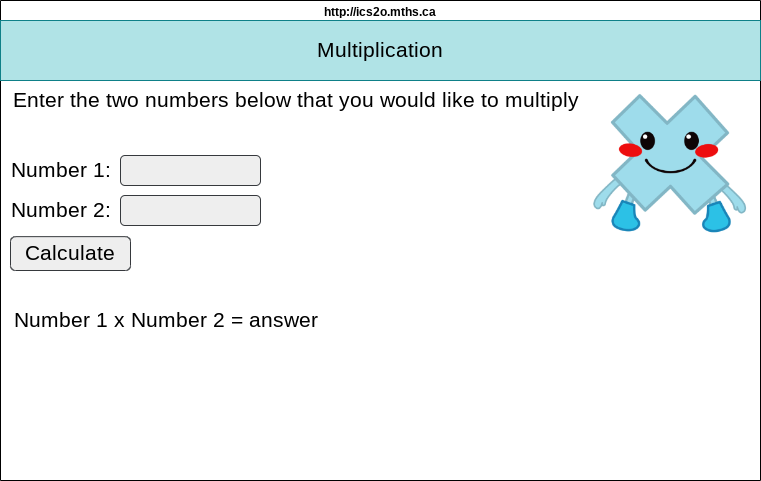 http://ics2o.mths.ca
Multiplication
Enter the two numbers below that you would like to multiply
Number 1:
Number 2:
Calculate
Number 1 x Number 2 = answer